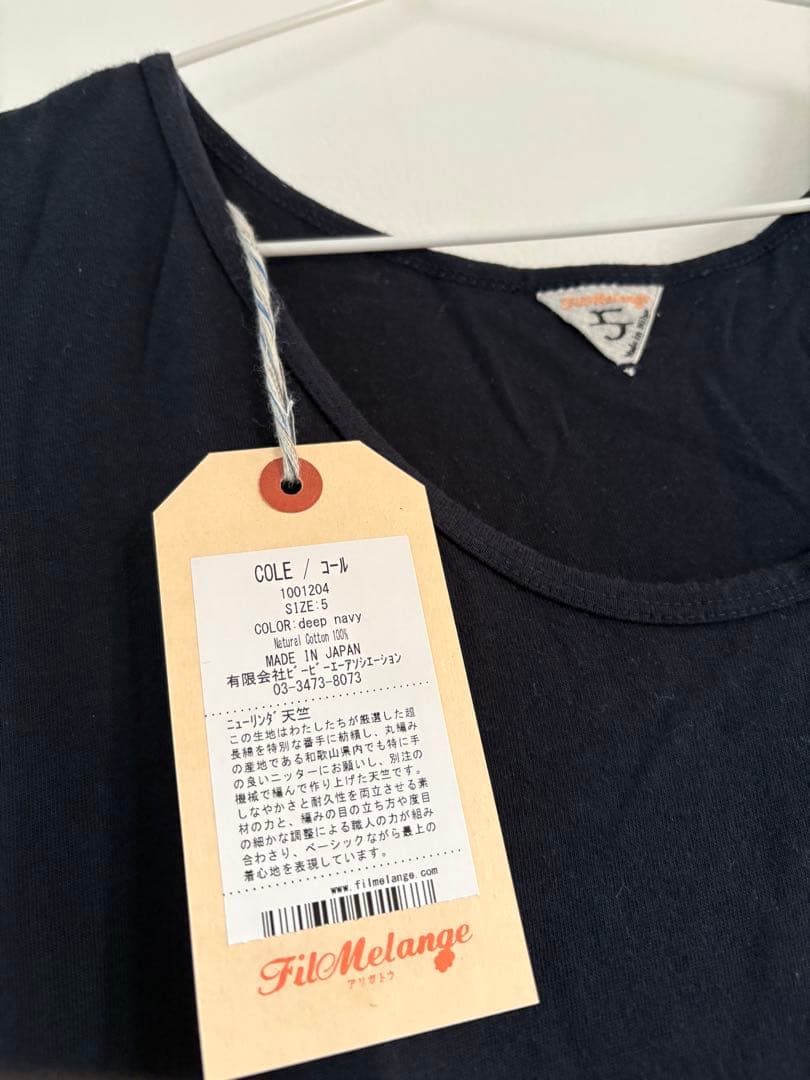 FilMelange
5
COLE / コール
1001204
SIZE:5
COLOR:deep navy
Natural Cotton 100%
MADE IN JAPAN
有限会社ビービーエーアソシエーション
03-3473-8073
ニューリンダ天竺
この生地はわたしたちが厳選した超
長綿を特別な番手に紡績し、丸編み
の産地である和歌山県内でも特に手
の良いニッターにお願いし、別注の
機械で編んで作り上げた天竺です。
しなやかさと耐久性を両立させる素
材の力と、編みの目の立ち方や度目
の細かな調整による職人の力が組み
合わさり、ベーシックながら最上の
着心地を表現しています。
www.filmelange.com
FilMelange
アリガトウ